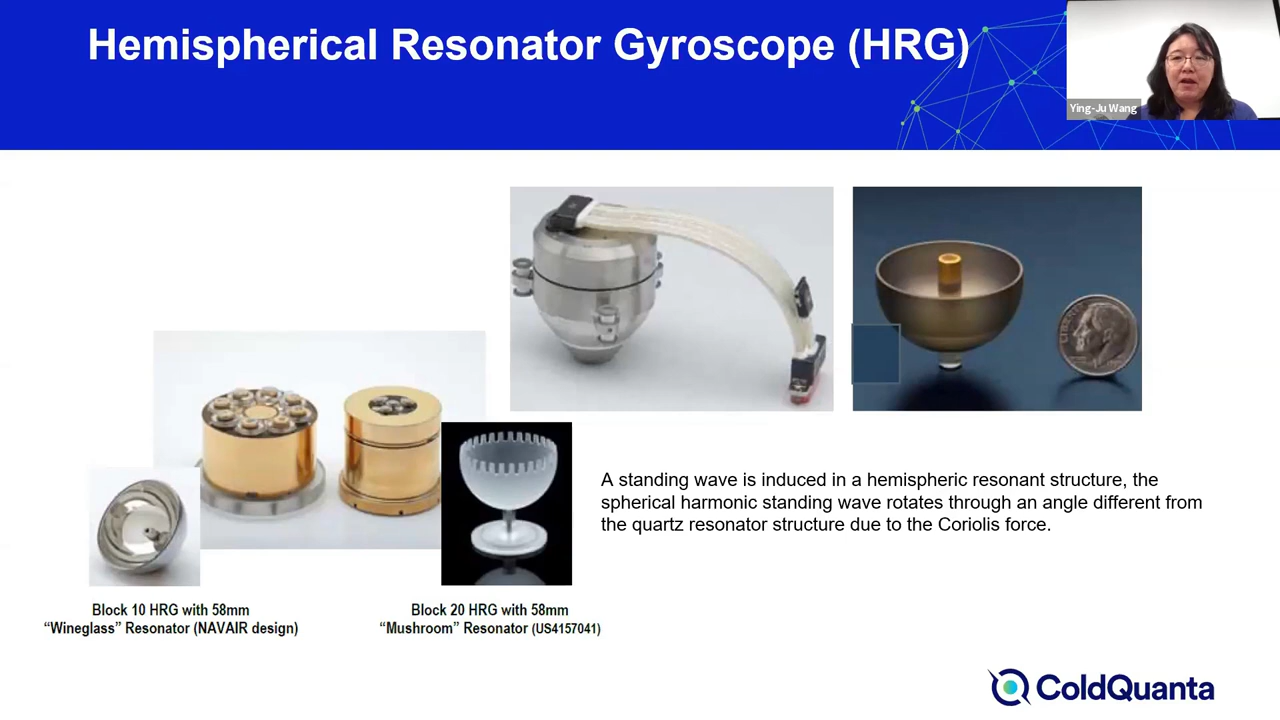 Hemispherical Resonator Gyroscope (HRG)
Ying-Ju Wang
A standing wave is induced in a hemispheric resonant structure, the
spherical harmonic standing wave rotates through an angle different from
the quartz resonator structure due to the Coriolis force.
Block 10 HRG with 58mm
“Wineglass” Resonator (NAVAIR design)
Block 20 HRG with 58mm
“Mushroom” Resonator (US4157041)
ColdQuanta